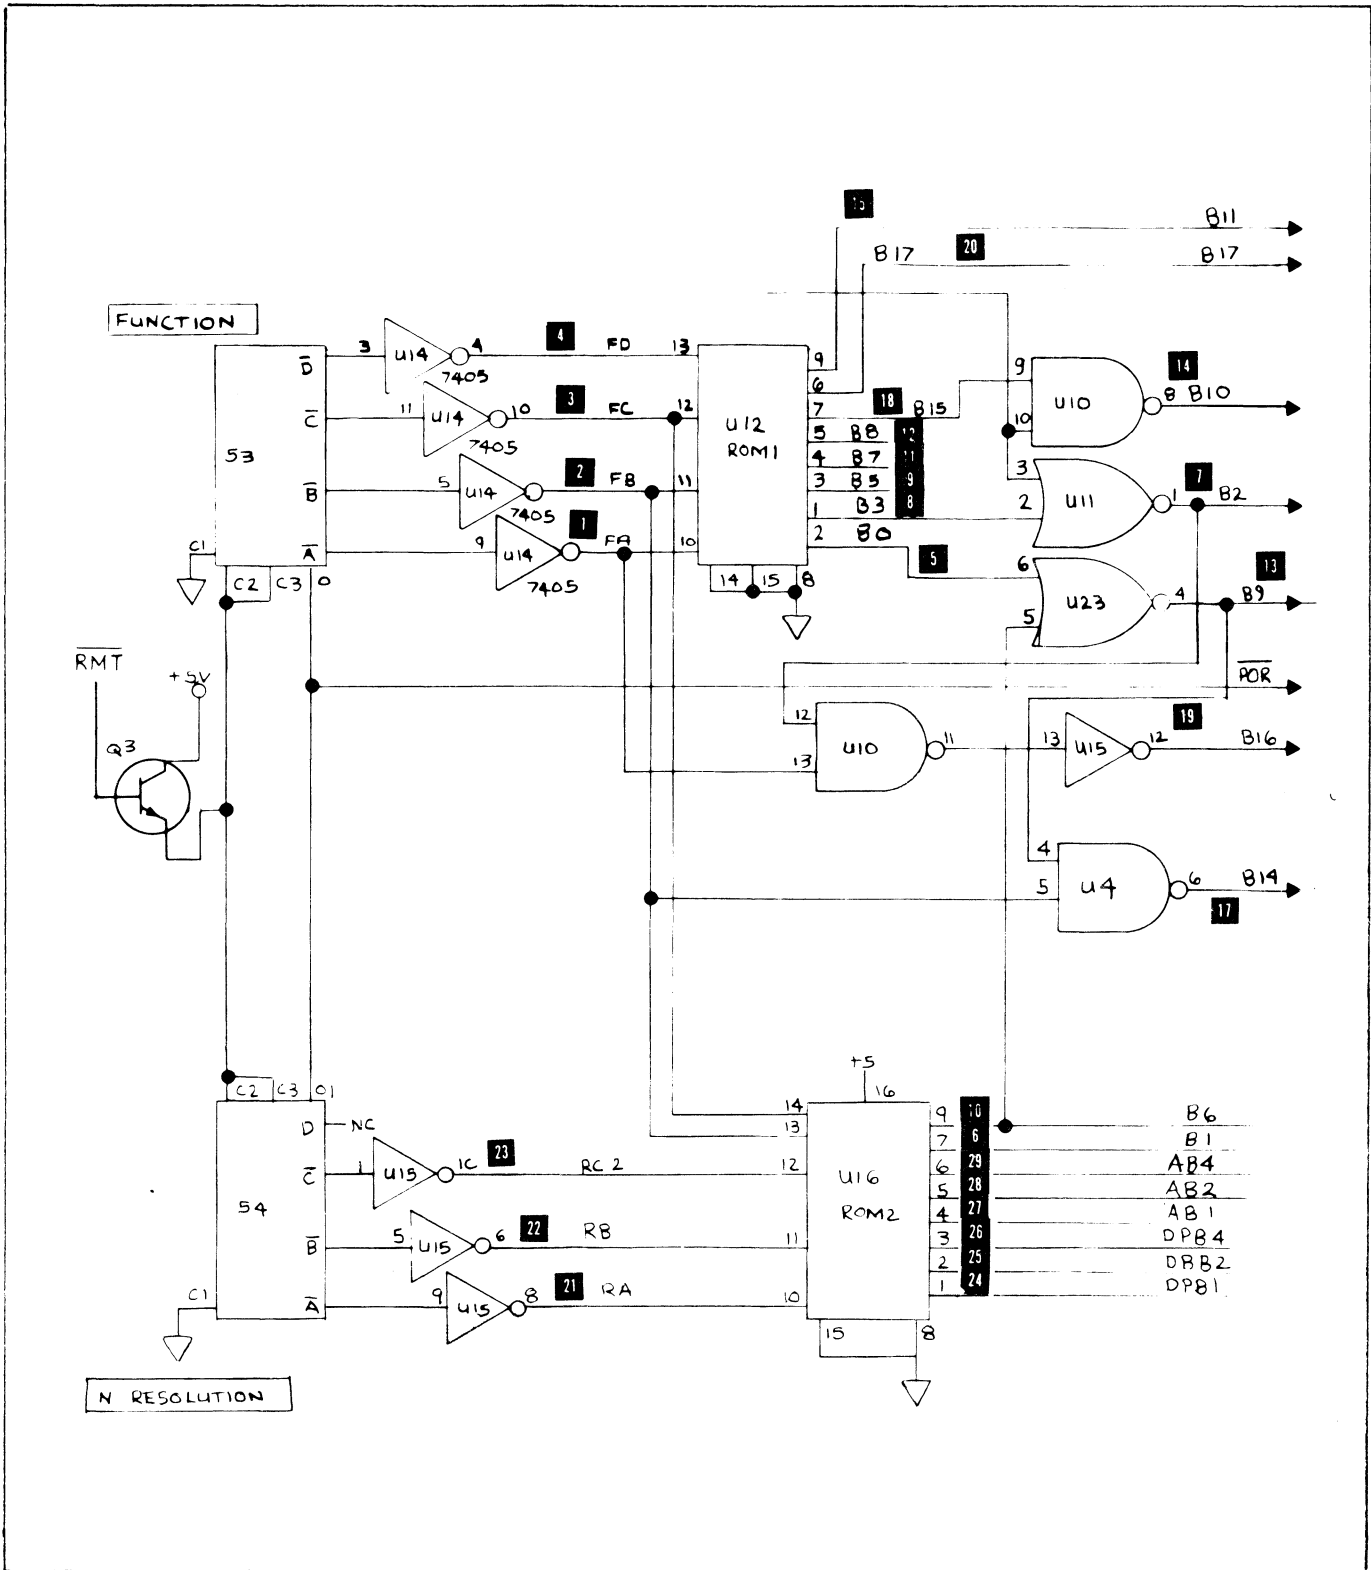 15
B11
B17 20 B17
FUNCTION
D 3 U14 4 4 FD 13
7405
C 11 U14 10 3 FC 12
7405
53
B 5 U14 2 FB 11
7405
A 9 U14 1 FA 10
7405
C1
C2 C3 0
U12
ROM1
9
6
7 18 B15
5 B8 12
4 B7 11
3 B5 9
1 B3 8
2 B0 5
14 15 8
9
10 U10 8 14 B10
3
2 U11 1 7 B2
6
5 U23 4 B9 13
RMT
+5V
Q3
POR
12
13 U10 11
13 U15 12 19 B16
4
5 U4 6 B14
17
C2 C3 01
D NC
C 1 U15 1C 23 RC 2 12
54
B 5 U15 6 22 RB 11
C1
A 9 U15 8 21 RA 10
+5
16
14
13
U16
ROM2
9 10 B6
7 6 B1
6 29 AB4
5 28 AB2
4 27 AB1
3 26 DPB4
2 25 DBB2
1 24 DPB1
15 8
N RESOLUTION